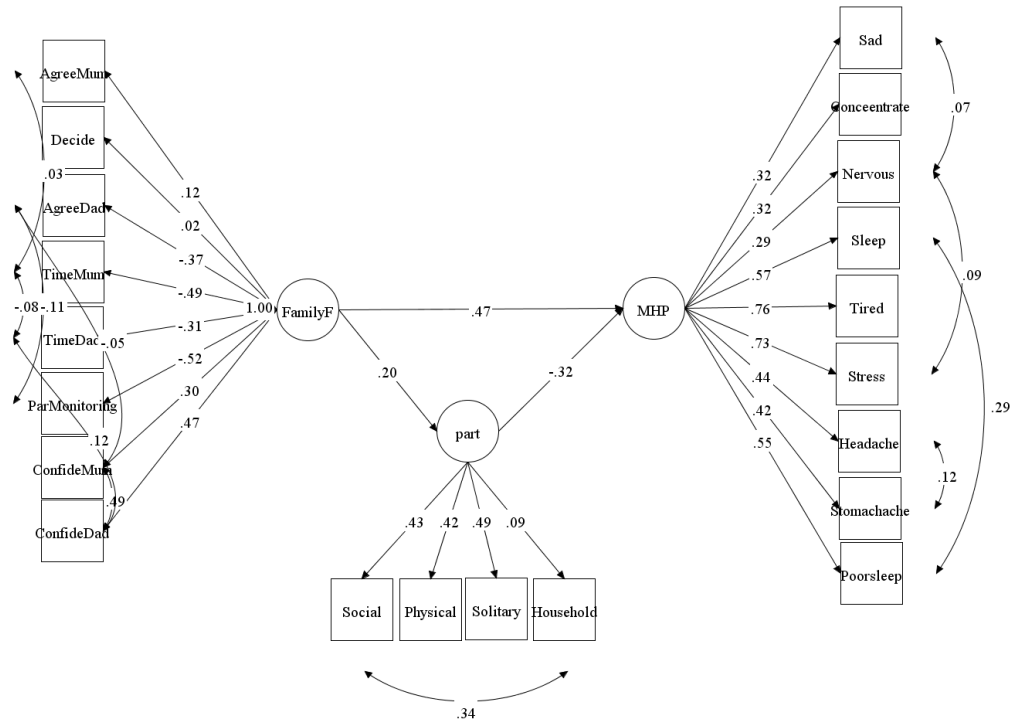 AgreeMum
Decide
AgreeDad
TimeMum
TimeDad
ParMonitoring
ConfideMum
ConfideDad
.03
-.08
-.11
-.05
.12
.49
.12
.02
-.37
-.49
-.31
-.52
.30
.47
1.00
FamilyF
.47
.20
-.32
part
.43
.42
.49
.09
Social
Physical
Solitary
Household
.34
MHP
.32
.32
.29
.57
.76
.73
.44
.42
.55
Sad
Conceentrate
Nervous
Sleep
Tired
Stress
Headache
Stomachache
Poorsleep
.07
.09
.29
.12